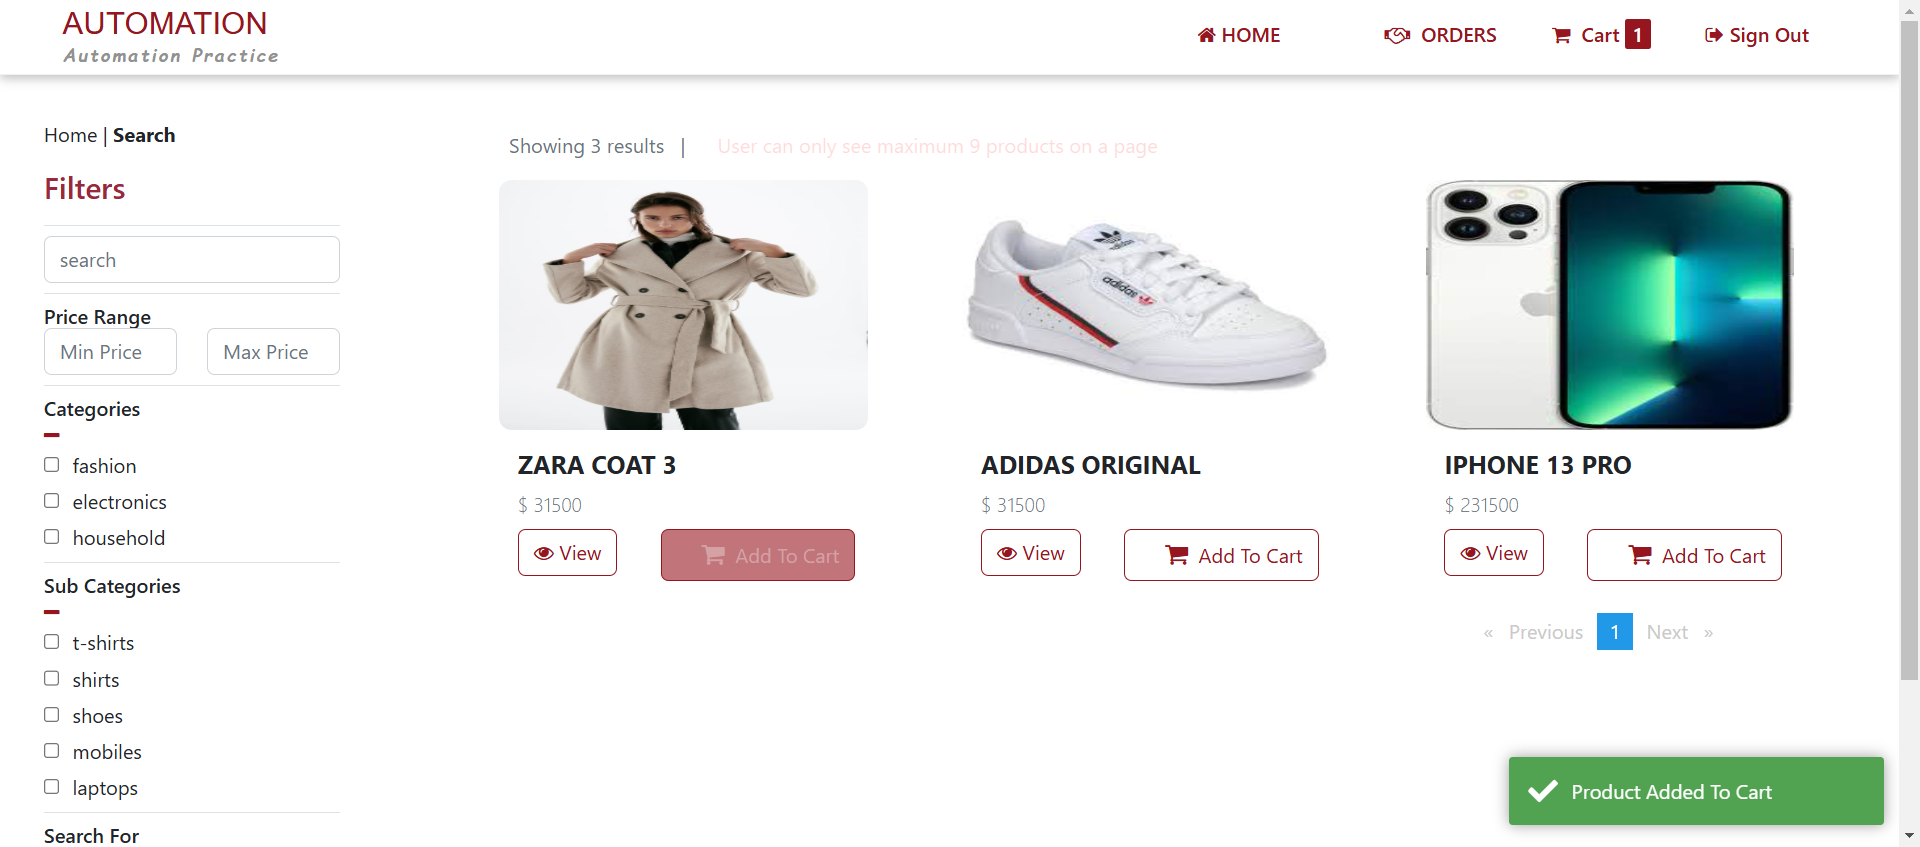 AUTOMATION
Automation Practice
HOME
ORDERS
Cart 1
Sign Out
Home | Search
Filters
search
Price Range
Min Price
Max Price
Categories
fashion
electronics
household
Sub Categories
t-shirts
shirts
shoes
mobiles
laptops
Search For
Showing 3 results |
User can only see maximum 9 products on a page
adidas
adidas
ZARA COAT 3
$ 31500
View
Add To Cart
ADIDAS ORIGINAL
$ 31500
View
Add To Cart
IPHONE 13 PRO
$ 231500
View
Add To Cart
« Previous 1 Next »
Product Added To Cart